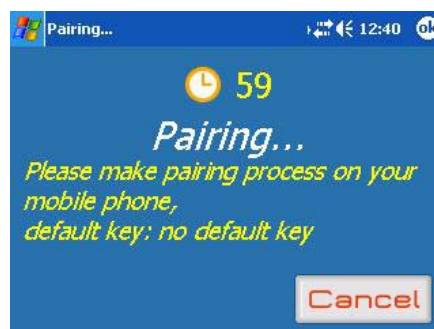 Pairing... 12:40 ok
59
Pairing...
Please make pairing process on your
mobile phone,
default key: no default key
Cancel